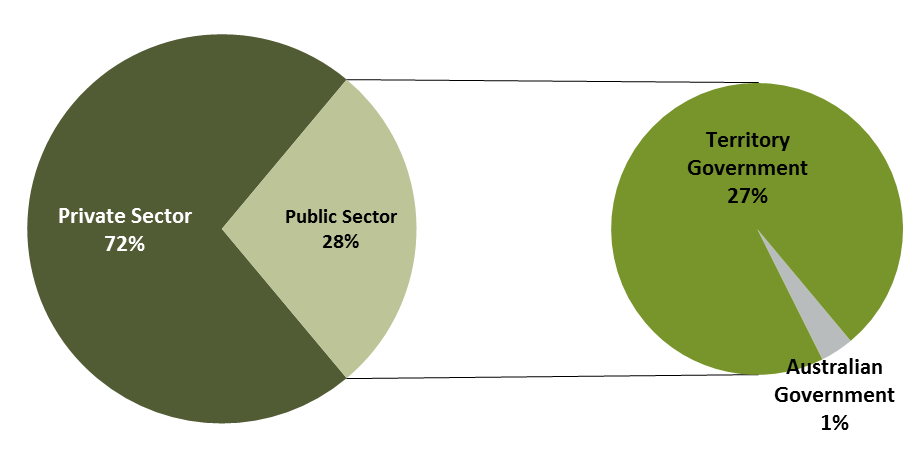 Private Sector
72%
Public Sector
28%
Territory
Government
27%
Australian
Government
1%